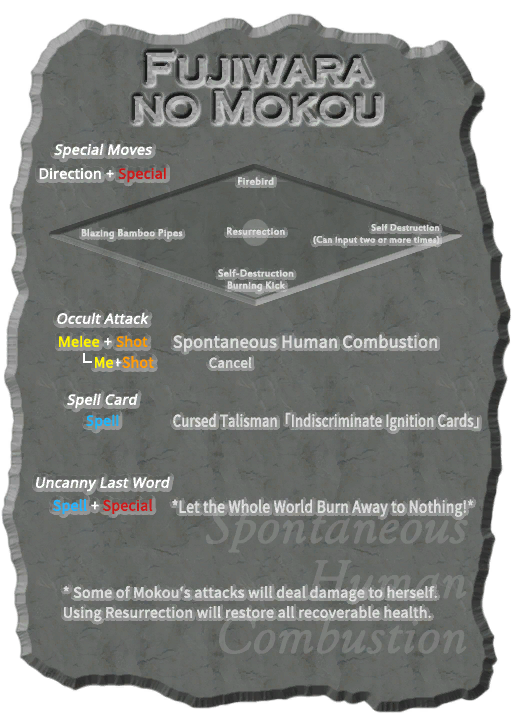 FUJIWARA
NO MOKOU
Special Moves
Direction + Special
Firebird
Blazing Bamboo Pipes
Resurrection
Self Destruction
(Can input two or more times)
Self-Destruction
Burning Kick
Occult Attack
Melee + Shot
Spontaneous Human Combustion
Me+Shot
Cancel
Spell Card
Spell
Cursed Talisman「Indiscriminate Ignition Cards」
Uncanny Last Word
Spell + Special
*Let the Whole World Burn Away to Nothing!*
Spontaneous
Human
Combustion
* Some of Mokou's attacks will deal damage to herself.
Using Resurrection will restore all recoverable health.